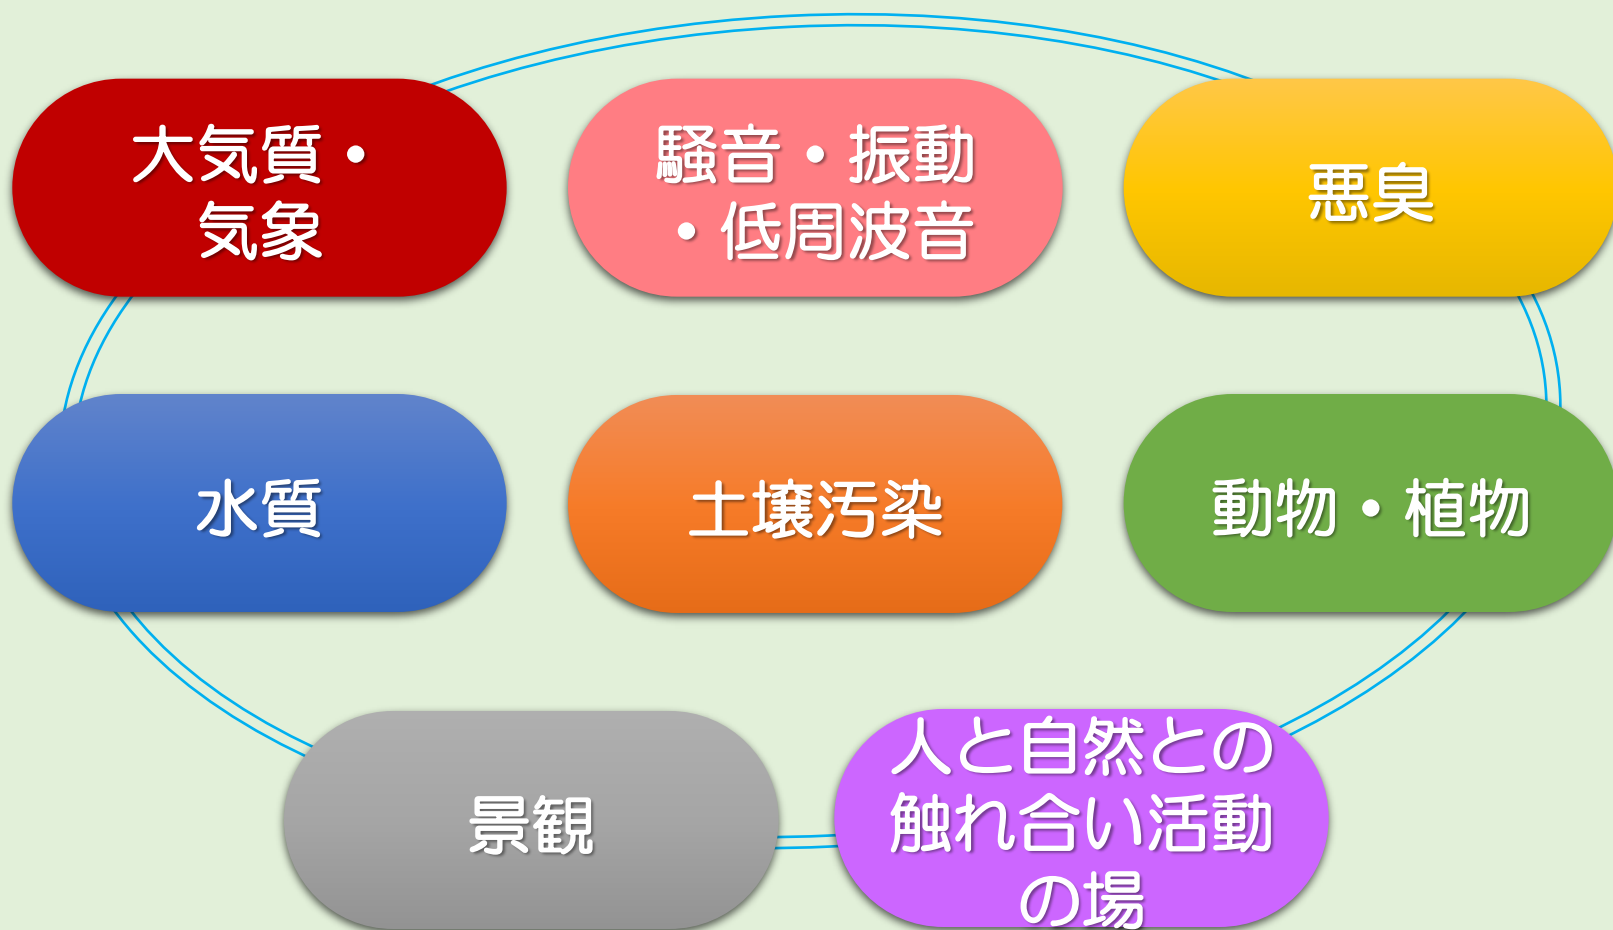 大気質・
気象
騒音・振動
・低周波音
悪臭
水質
土壌汚染
動物・植物
景観
人と自然との
触れ合い活動
の場